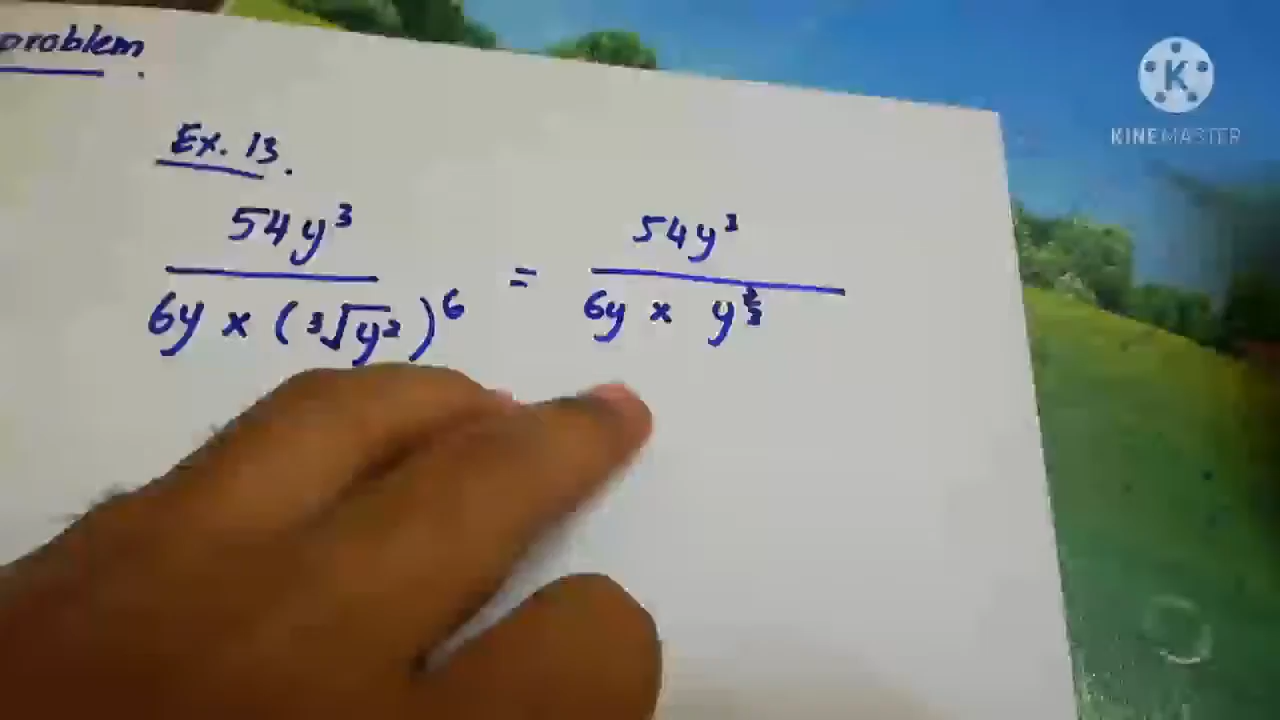 problem.
Ex. 13.
54y³ / 6y × (³√y²)⁶ = 54y³ / 6y × y^(2/3)
K
KINEMASTER